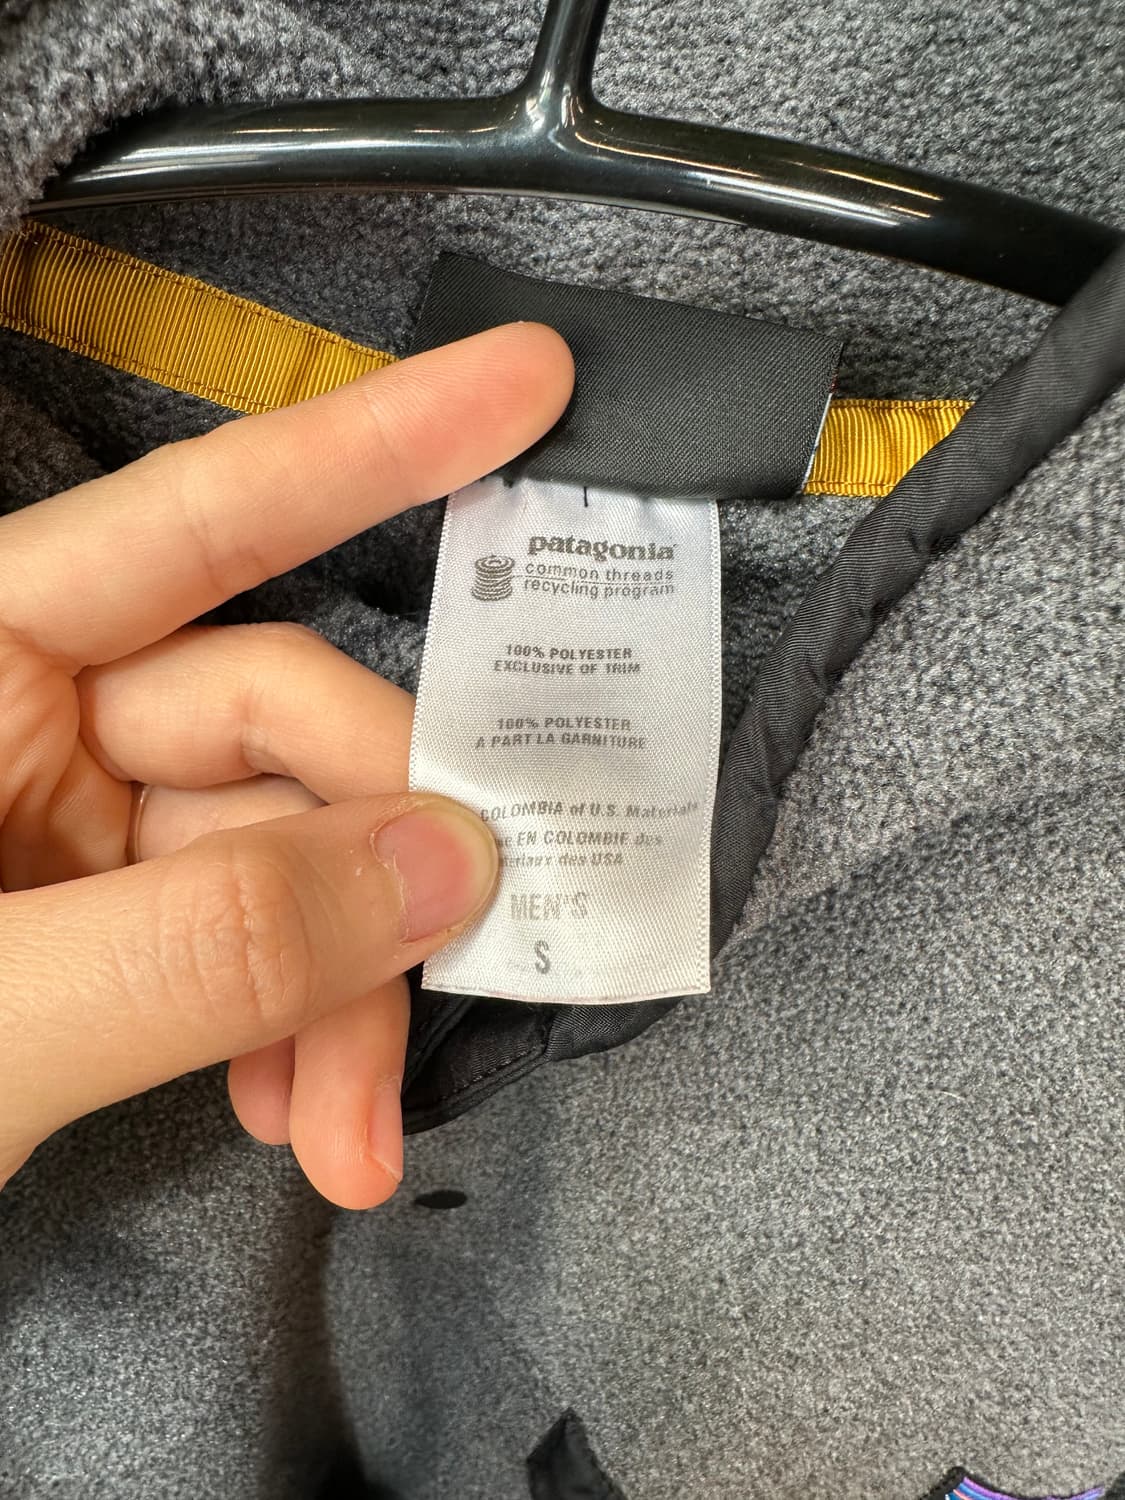 patagonia
common threads
recycling program
100% POLYESTER
EXCLUSIVE OF TRIM
100% POLYESTER
A PART LA GARNITURE
COLOMBIA of U.S. Materials
EN COLOMBIE des
des USA
MEN'S
S